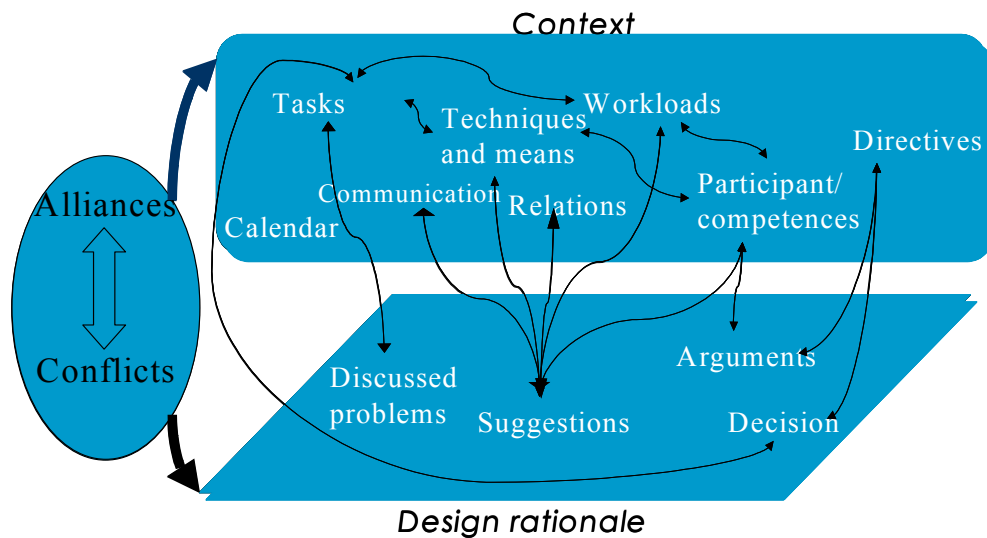 Context
Tasks
Workloads
Techniques
and means
Directives
Communication
Relations
Participant/
competences
Calendar
Alliances
Conflicts
Discussed
problems
Suggestions
Arguments
Decision
Design rationale